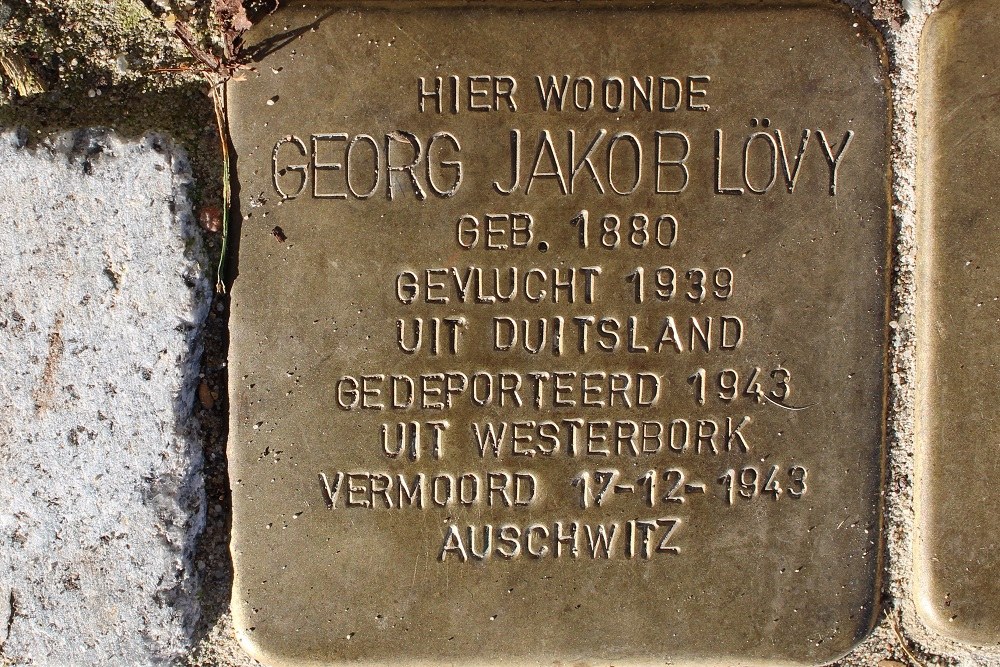 HIER WOONDE
GEORG JAKOB LÖVY
GEB. 1880
GEVLUCHT 1939
UIT DUITSLAND
GEDEPORTEERD 1943
UIT WESTERBORK
VERMOORD 17-12-1943
AUSCHWITZ